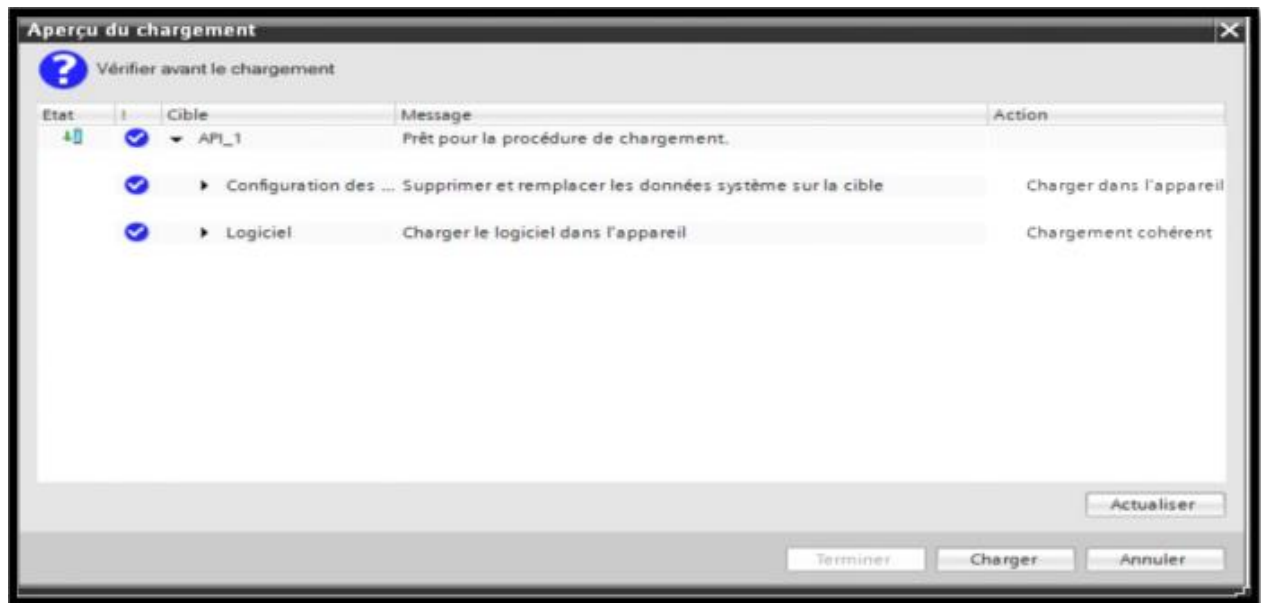 Aperçu du chargement
Vérifier avant le chargement
Etat ! Cible Message Action
API_1 Prêt pour la procédure de chargement.
Configuration des ... Supprimer et remplacer les données système sur la cible Charger dans l'appareil
Logiciel Charger le logiciel dans l'appareil Chargement cohérent
Actualiser
Terminer Charger Annuler